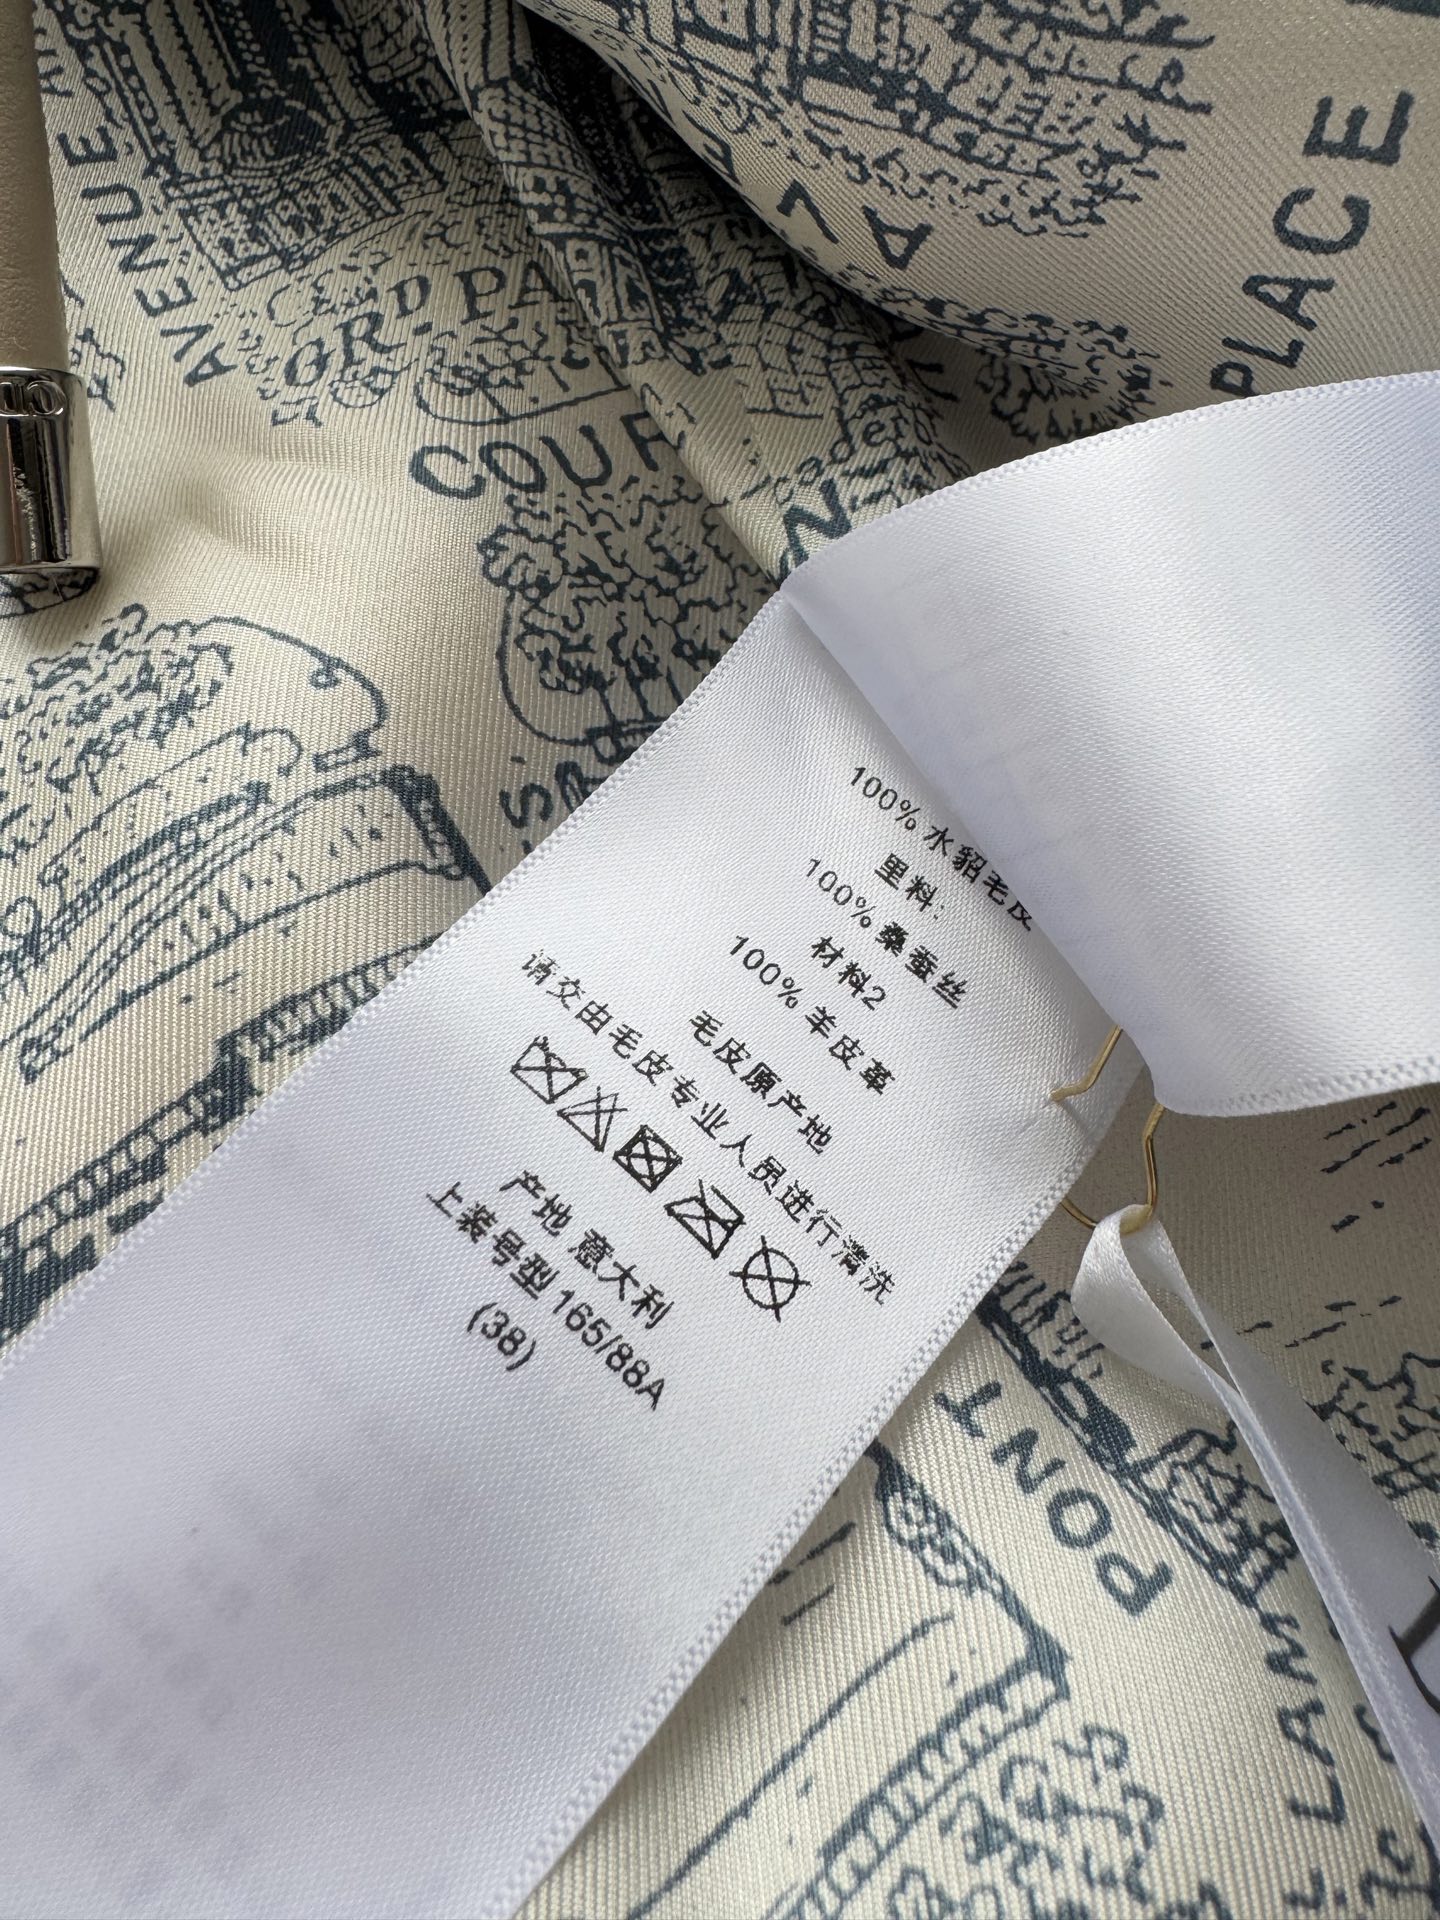 AVENUE
GRD PA
COUR
PLACE
100% 水貂毛皮
里料：
100% 桑蚕丝
材料2
100% 羊皮革
毛皮原产地
请交由毛皮专业人员进行清洗
产地 意大利
上装号型 165/88A
(38)
PONT